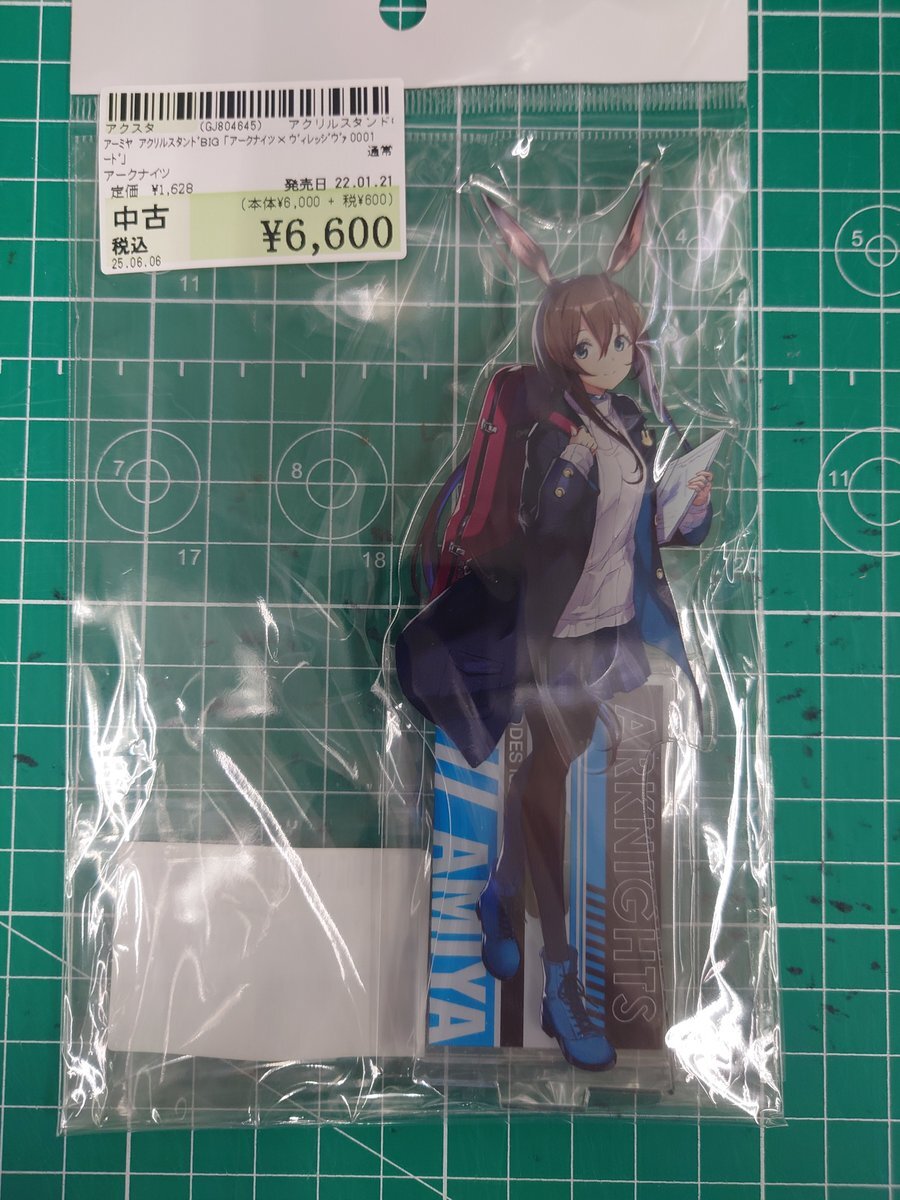 アクスタ (GJ804645) アクリルスタンド(
アーミヤ アクリルスタンドBIG 「アークナイツ×ヴィレッジヴァ 0001
ード」 通常
アークナイツ
定価 ¥1,628 発売日 22.01.21
(本体¥6,000 + 税¥600)
中古
税込 ¥6,600
25.06.06
4
5
11
7
8
11
17
18
20
DES
ARKNIGHTS
// AMIYA